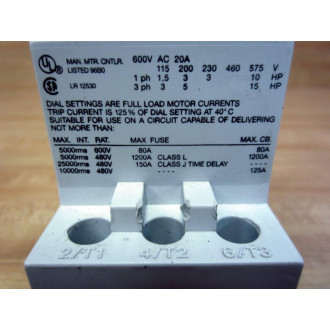 UL MAN. MTR. CNTLR. 600V AC 20A
LISTED 96B0 115 200 230 460 575 V
LR 12530 1 ph 1,5 3 3 10 HP
3 ph 3 5 15 HP
DIAL SETTINGS ARE FULL LOAD MOTOR CURRENTS
TRIP CURRENT IS 125% OF DIAL SETTING AT 40°C
SUITABLE FOR USE ON A CIRCUIT CAPABLE OF DELIVERING
NOT MORE THAN:
MAX. INT. RAT. MAX FUSE MAX. CB.
5000rms 600V 80A 80A
5000rms 480V 1200A CLASS L 1200A
25000rms 480V 150A CLASS J TIME DELAY ----
10000rms 480V ---- 125A
2/T1 4/T2 6/T3